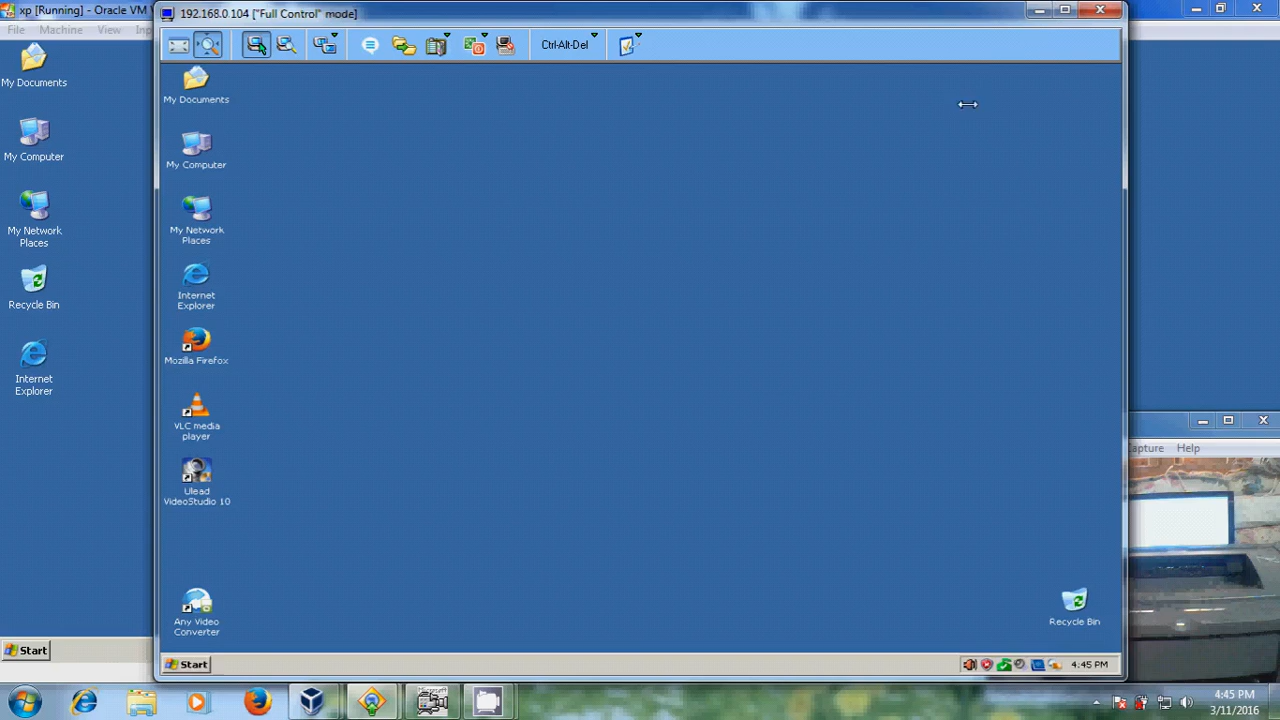 xp [Running] - Oracle VM
File Machine View
My Documents
My Computer
My Network
Places
Recycle Bin
Internet
Explorer
Start
192.168.0.104 ["Full Control" mode]
Ctrl-Alt-Del
My Documents
My Computer
My Network
Places
Internet
Explorer
Mozilla Firefox
VLC media
player
Ulead
VideoStudio 10
Any Video
Converter
Recycle Bin
Start
4:45 PM
Capture Help
4:45 PM
3/11/2016